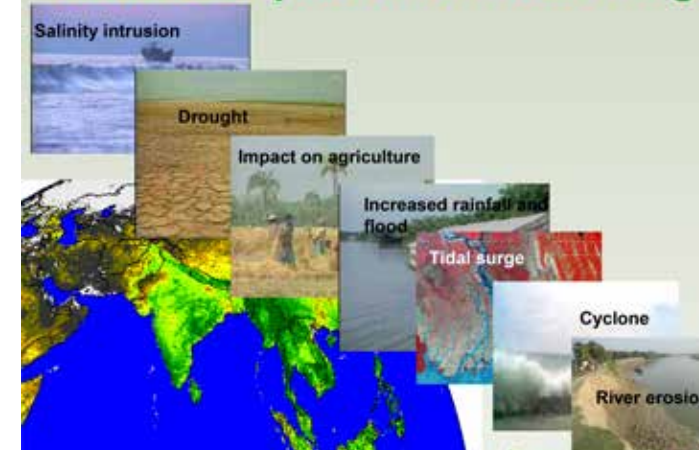 Salinity intrusion
Drought
Impact on agriculture
Increased rainfall and
flood
Tidal surge
Cyclone
River erosio